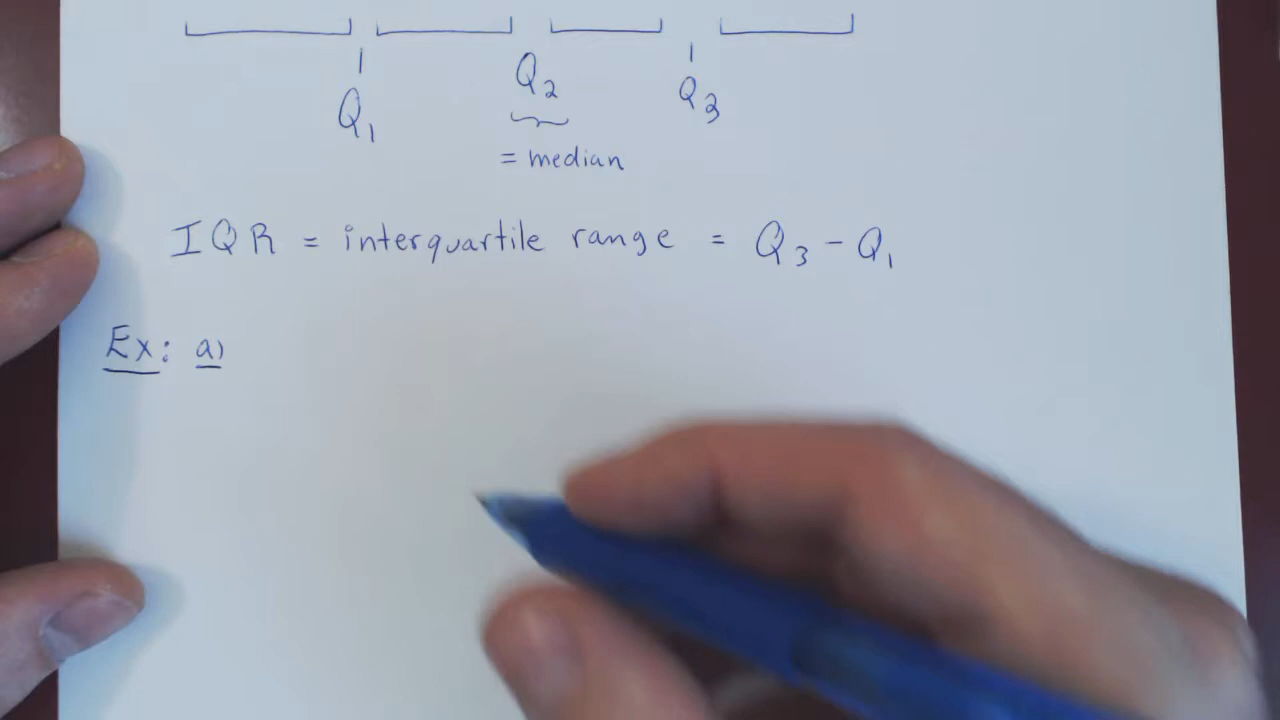 Q1 Q2 Q3
= median
IQR = interquartile range = Q3 - Q1
Ex: a)